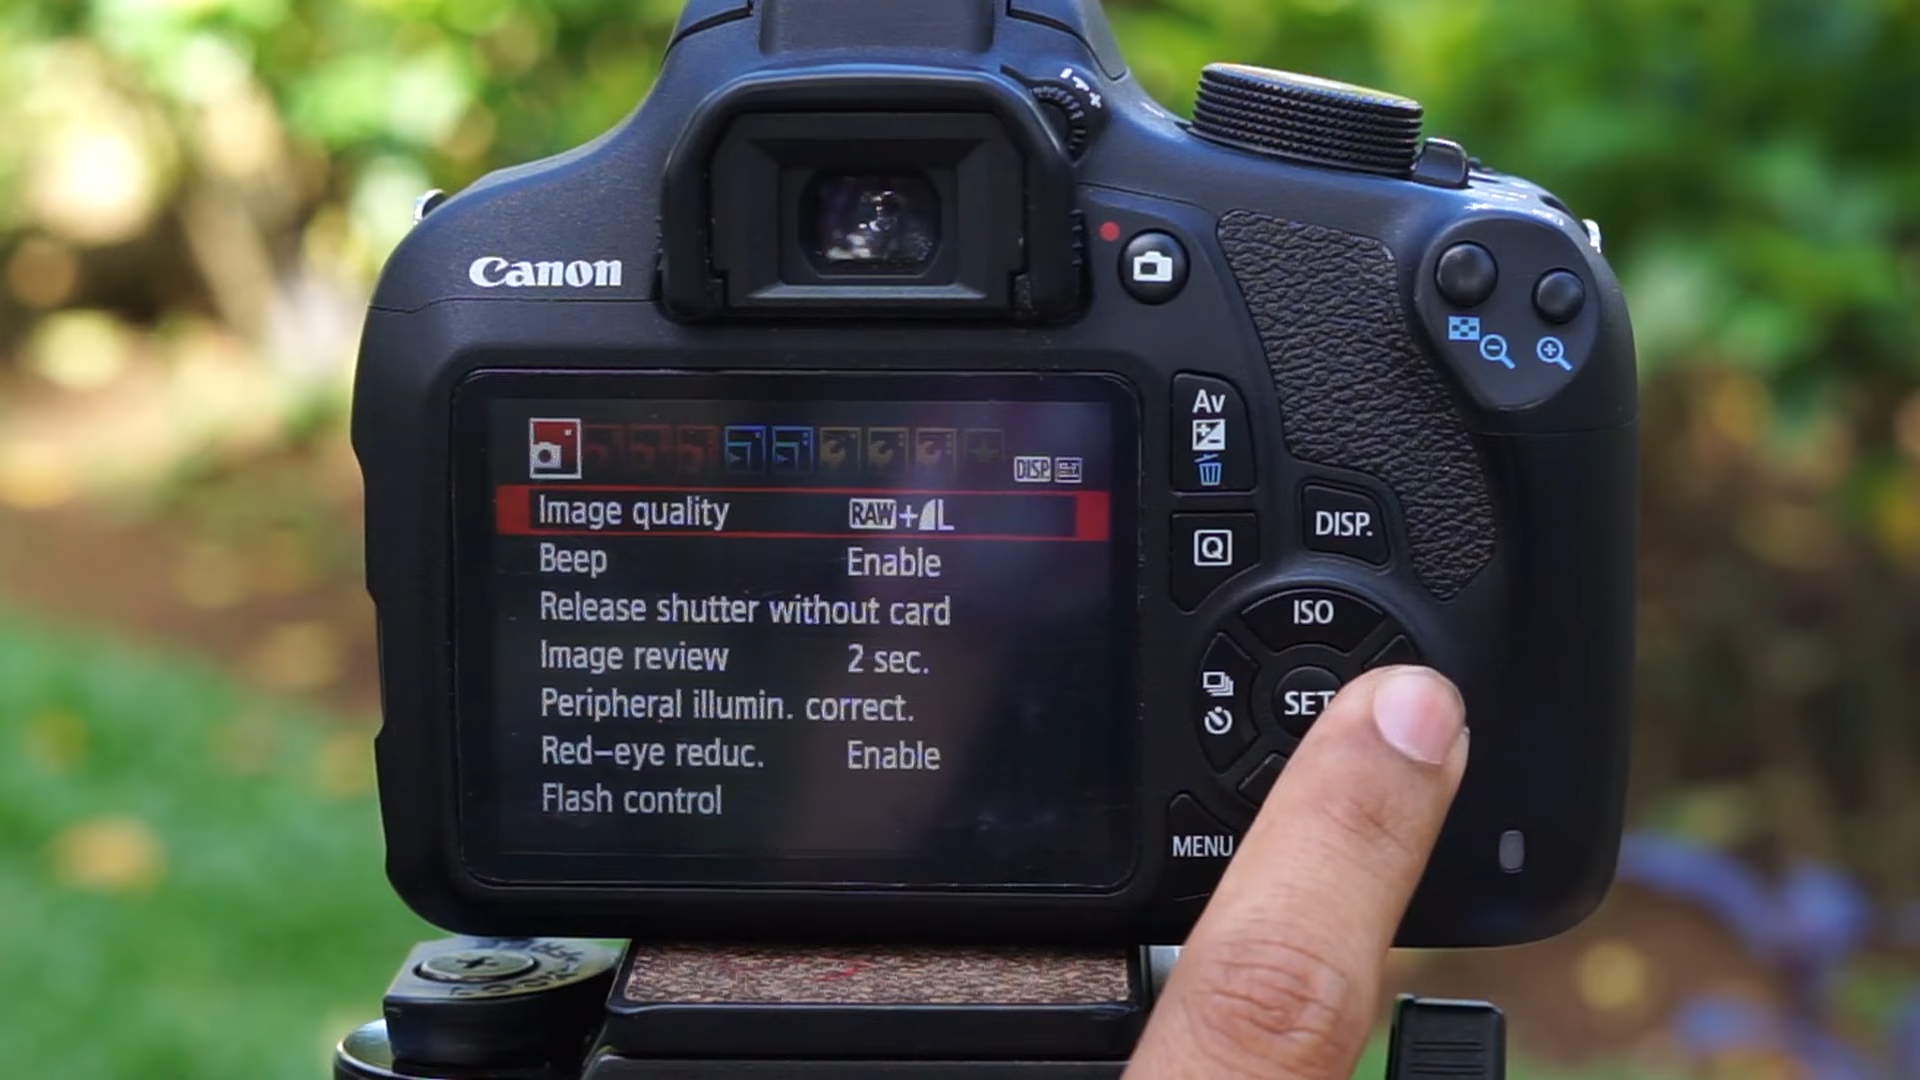 Canon
DISP
Image quality RAW+L
Beep Enable
Release shutter without card
Image review 2 sec.
Peripheral illumin. correct.
Red-eye reduc. Enable
Flash control
Av
Q
DISP.
ISO
SET
MENU